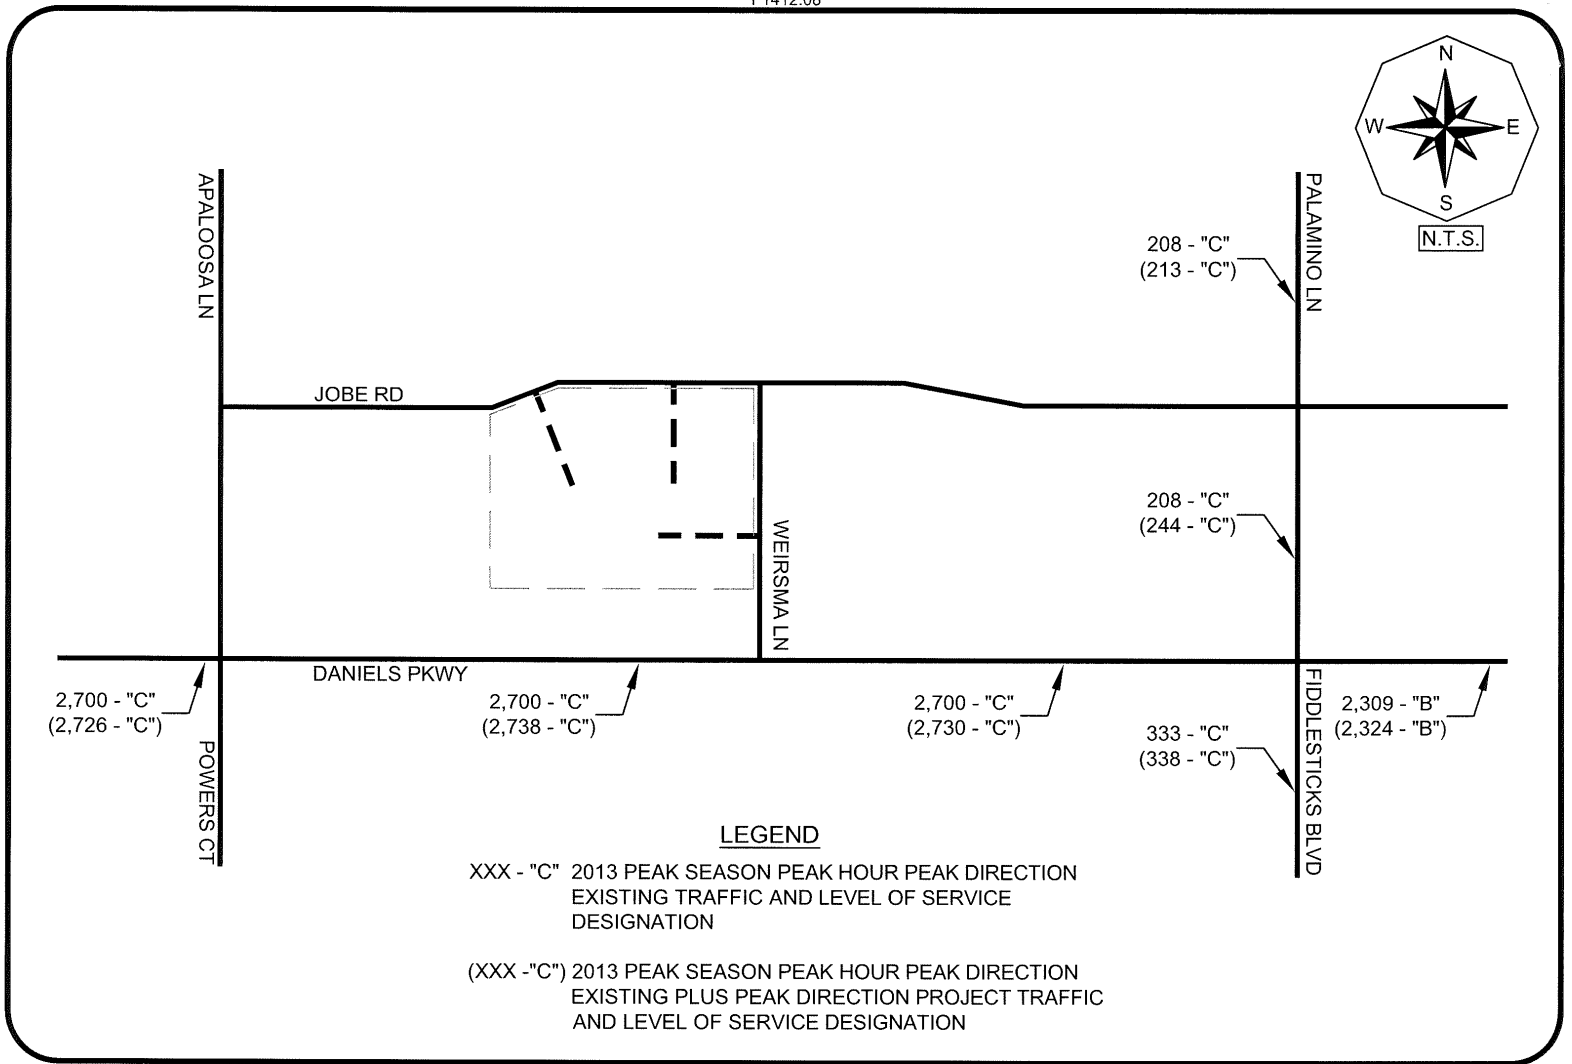 N
W E
S
N.T.S.
APALOOSA LN
PALAMINO LN
208 - "C"
(213 - "C")
JOBE RD
208 - "C"
(244 - "C")
WEIRSMA LN
DANIELS PKWY
2,700 - "C"
(2,726 - "C")
2,700 - "C"
(2,738 - "C")
2,700 - "C"
(2,730 - "C")
2,309 - "B"
(2,324 - "B")
333 - "C"
(338 - "C")
POWERS CT
FIDDLESTICKS BLVD
LEGEND
XXX - "C" 2013 PEAK SEASON PEAK HOUR PEAK DIRECTION
EXISTING TRAFFIC AND LEVEL OF SERVICE
DESIGNATION
(XXX -"C") 2013 PEAK SEASON PEAK HOUR PEAK DIRECTION
EXISTING PLUS PEAK DIRECTION PROJECT TRAFFIC
AND LEVEL OF SERVICE DESIGNATION